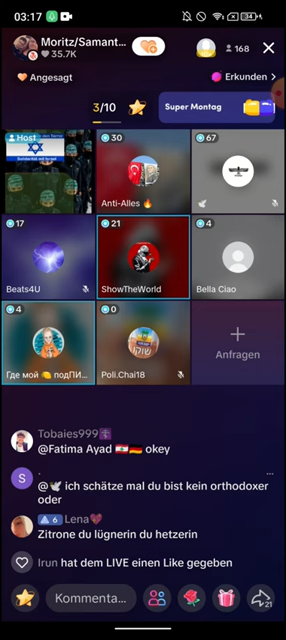 03:17
34
Moritz/Samant...
35.7K
168
Angesagt
Erkunden >
3/10
Super Montag
Host
30
67
Anti-Alles 🔥
17
21
4
Beats4U
ShowTheWorld
Bella Ciao
4
0
+
Anfragen
Где мой 🍋 подПИ...
Poli.Chai18
Tobaies999
@Fatima Ayad 🇱🇧🇩🇪 okey
S
.
...
@🕊️ ich schätze mal du bist kein orthodoxer
oder
6 Lena
Zitrone du lügnerin du hetzerin
Irun hat dem LIVE einen Like gegeben
Kommenta...
21